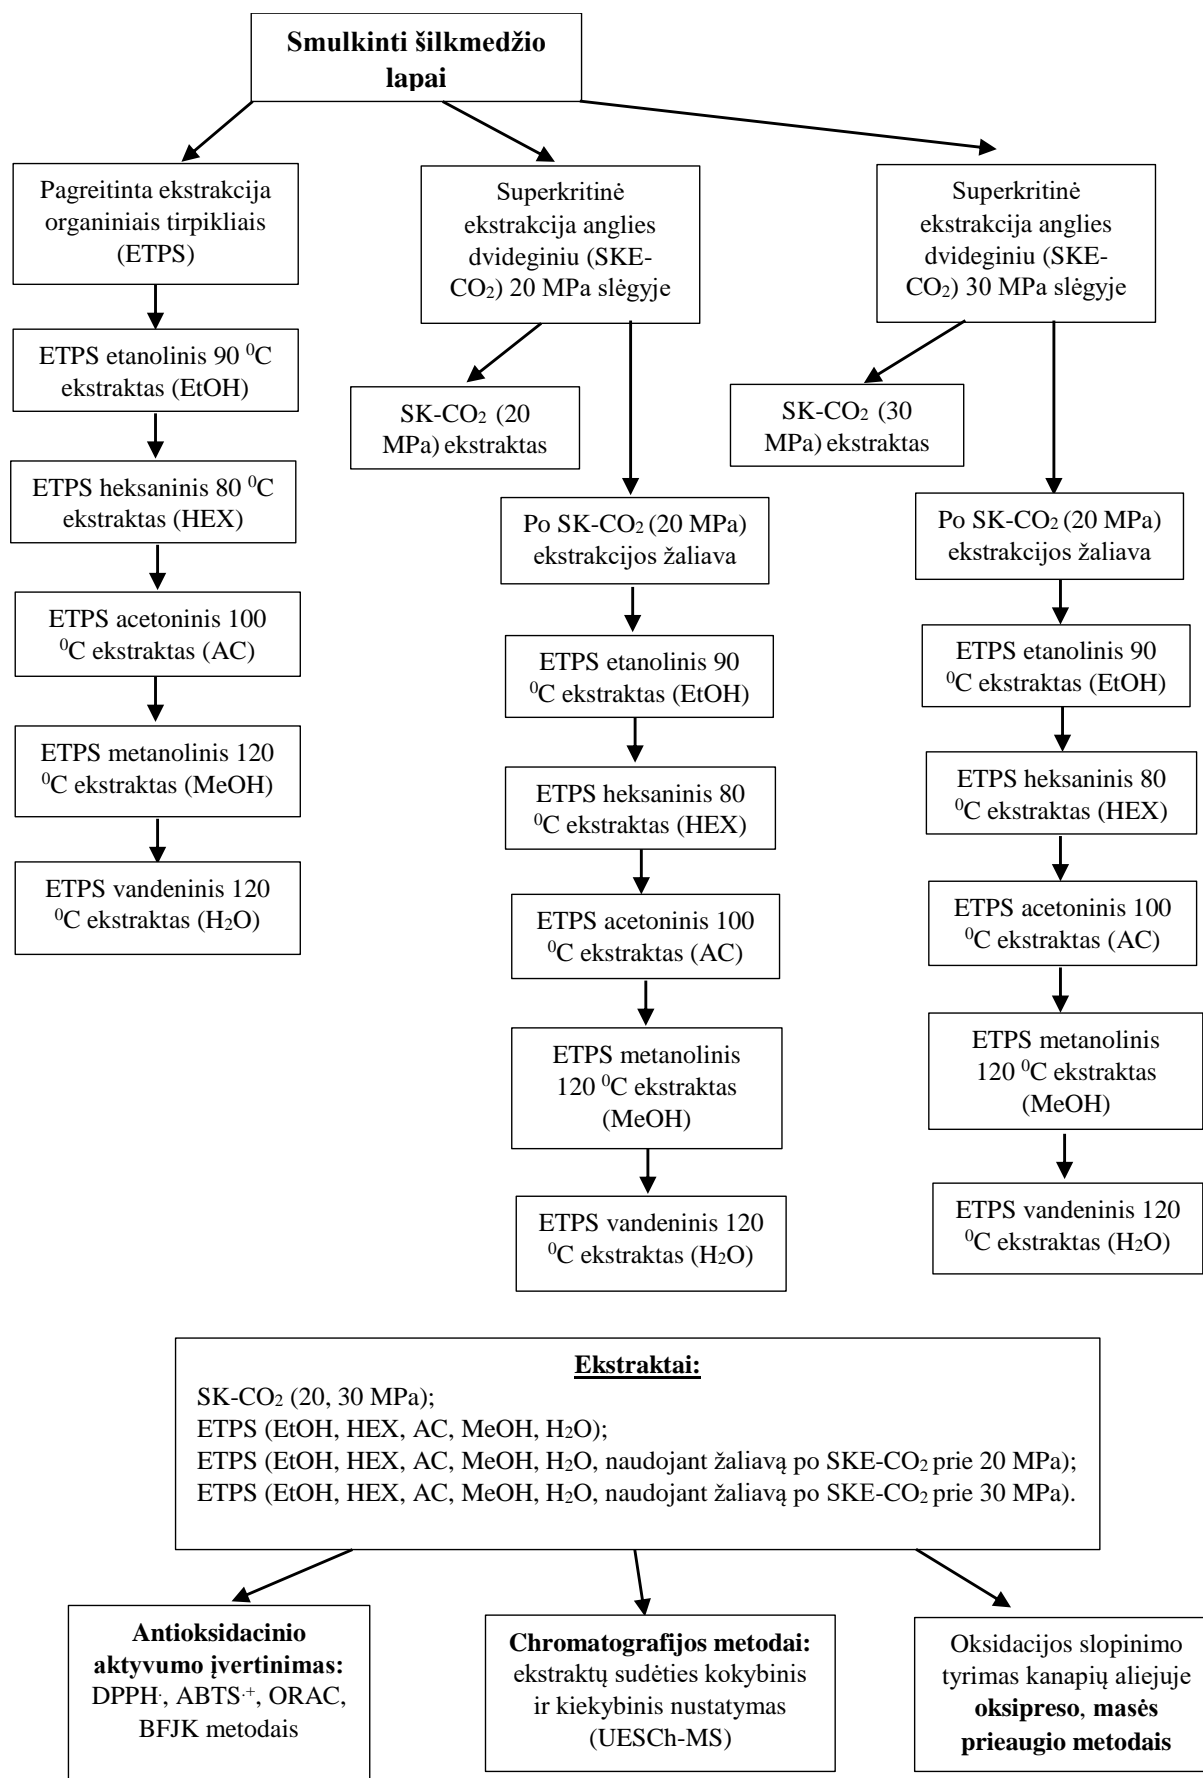 Smulkinti šilkmedžio
lapai
Pagreitinta ekstrakcija
organiniais tirpikliais
(ETPS)
ETPS etanolinis 90 ⁰C
ekstraktas (EtOH)
ETPS heksaninis 80 ⁰C
ekstraktas (HEX)
ETPS acetoninis 100
⁰C ekstraktas (AC)
ETPS metanolinis 120
⁰C ekstraktas (MeOH)
ETPS vandeninis 120
⁰C ekstraktas (H₂O)
Superkritinė
ekstrakcija anglies
dvideginiu (SKE-
CO₂) 20 MPa slėgyje
SK-CO₂ (20
MPa) ekstraktas
Po SK-CO₂ (20 MPa)
ekstrakcijos žaliava
ETPS etanolinis 90
⁰C ekstraktas (EtOH)
ETPS heksaninis 80
⁰C ekstraktas (HEX)
ETPS acetoninis 100
⁰C ekstraktas (AC)
ETPS metanolinis
120 ⁰C ekstraktas
(MeOH)
ETPS vandeninis 120
⁰C ekstraktas (H₂O)
Superkritinė
ekstrakcija anglies
dvideginiu (SKE-
CO₂) 30 MPa slėgyje
SK-CO₂ (30
MPa) ekstraktas
Po SK-CO₂ (20 MPa)
ekstrakcijos žaliava
ETPS etanolinis 90
⁰C ekstraktas (EtOH)
ETPS heksaninis 80
⁰C ekstraktas (HEX)
ETPS acetoninis 100
⁰C ekstraktas (AC)
ETPS metanolinis
120 ⁰C ekstraktas
(MeOH)
ETPS vandeninis 120
⁰C ekstraktas (H₂O)
Ekstraktai:
SK-CO₂ (20, 30 MPa);
ETPS (EtOH, HEX, AC, MeOH, H₂O);
ETPS (EtOH, HEX, AC, MeOH, H₂O, naudojant žaliavą po SKE-CO₂ prie 20 MPa);
ETPS (EtOH, HEX, AC, MeOH, H₂O, naudojant žaliavą po SKE-CO₂ prie 30 MPa).
Antioksidacinio
aktyvumo įvertinimas:
DPPH·, ABTS·⁺, ORAC,
BFJK metodais
Chromatografijos metodai:
ekstraktų sudėties kokybinis
ir kiekybinis nustatymas
(UESCh-MS)
Oksidacijos slopinimo
tyrimas kanapių aliejuje
oksipreso, masės
prieaugio metodais